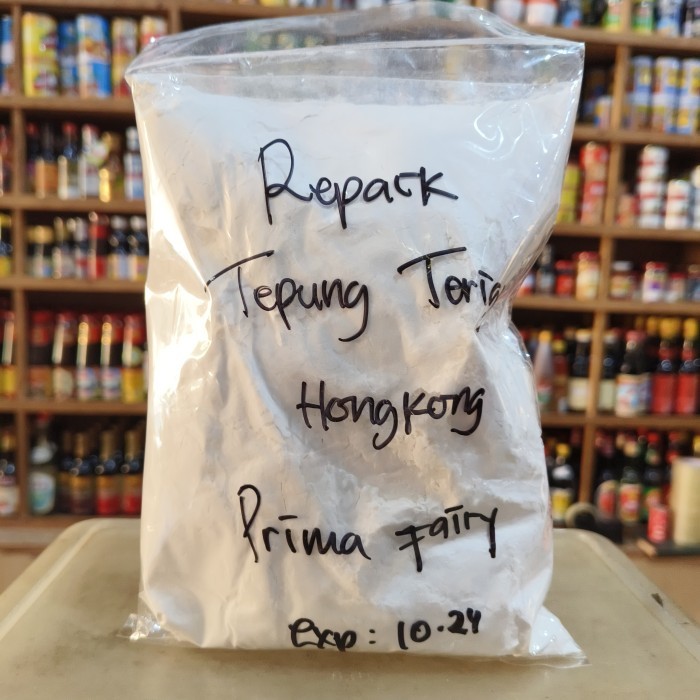 Repack
Tepung Terig
Hongkong
Prima Fairy
exp : 10.24